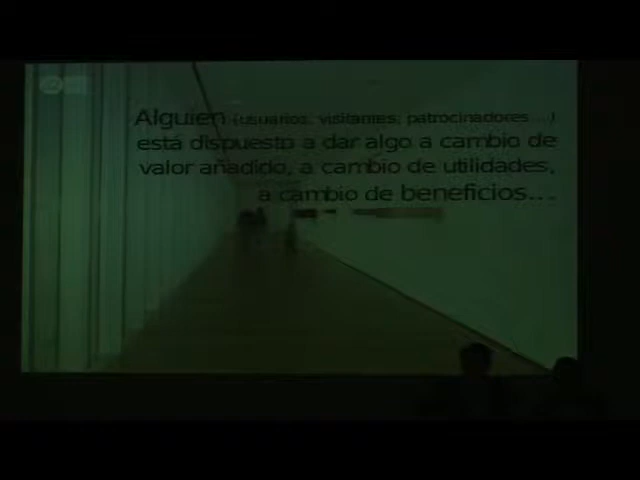 Alguien (usuarios, visitantes, patrocinadores...)
está dispuesto a dar algo a cambio de
valor añadido, a cambio de utilidades,
a cambio de beneficios...